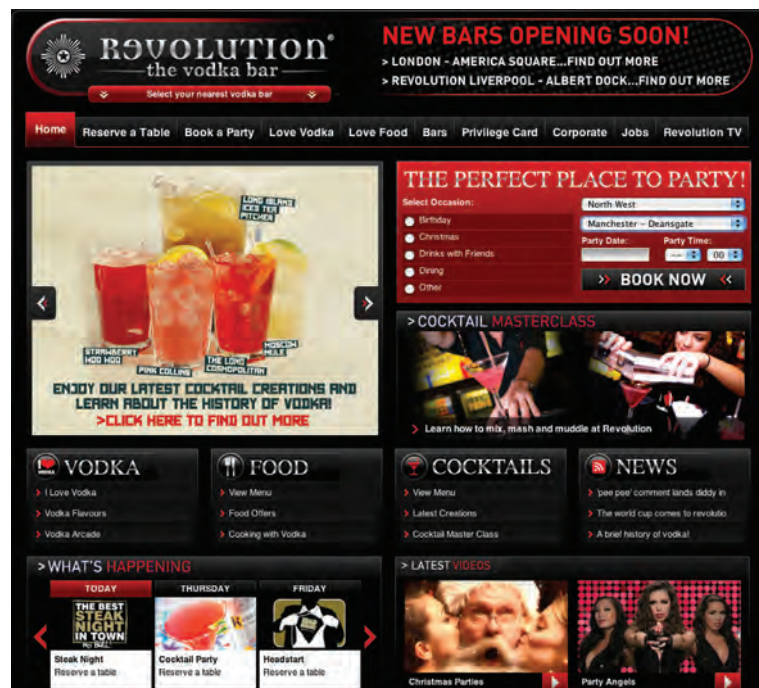 REVOLUTION®
the vodka bar
Select your nearest vodka bar
NEW BARS OPENING SOON!
> LONDON - AMERICA SQUARE...FIND OUT MORE
> REVOLUTION LIVERPOOL - ALBERT DOCK...FIND OUT MORE
Home Reserve a Table Book a Party Love Vodka Love Food Bars Privilege Card Corporate Jobs Revolution TV
LONG ISLAND
ICED TEA
PITCHER
STRAWBERRY
WOO WOO
PINK COLLINS
THE LONG
COSMOPOLITAN
MOSCOW
MULE
ENJOY OUR LATEST COCKTAIL CREATIONS AND
LEARN ABOUT THE HISTORY OF VODKA!
>CLICK HERE TO FIND OUT MORE
THE PERFECT PLACE TO PARTY!
Select Occasion:
Birthday
Christmas
Drinks with Friends
Dining
Other
North West
Manchester – Deansgate
Party Date: Party Time:
-- 00
BOOK NOW
> COCKTAIL MASTERCLASS
Learn how to mix, mash and muddle at Revolution
VODKA
I Love Vodka
Vodka Flavours
Vodka Arcade
FOOD
View Menu
Food Offers
Cooking with Vodka
COCKTAILS
View Menu
Latest Creations
Cocktail Master Class
NEWS
'pee pee' comment lands diddy in
The world cup comes to revolutio
A brief history of vodka!
> WHAT'S HAPPENING
TODAY THURSDAY FRIDAY
THE BEST
STEAK
NIGHT
IN TOWN
Steak Night
Reserve a table
Cocktail Party
Reserve a table
Headstart
Reserve a table
> LATEST VIDEOS
Christmas Parties
Party Angels